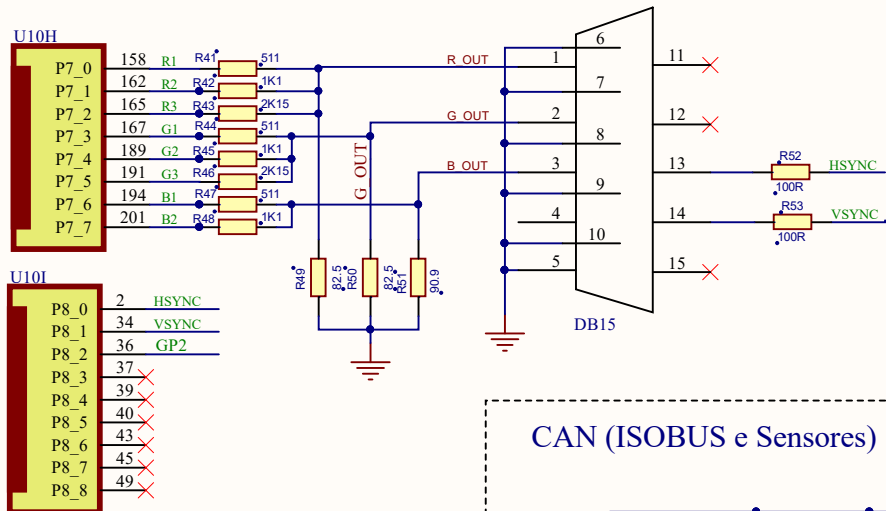 U10H
P7_0 158 R1 R41 511
P7_1 162 R2 R42 1K1
P7_2 165 R3 R43 2K15
P7_3 167 G1 R44 511
P7_4 189 G2 R45 1K1
P7_5 191 G3 R46 2K15
P7_6 194 B1 R47 511
P7_7 201 B2 R48 1K1
R_OUT
G_OUT
B_OUT
G_OUT
R49 82.5
R50 82.5
R51 90.9
6
1
7
2
8
3
9
4
10
5
11
12
13
14
15
DB15
R52
100R
HSYNC
R53
100R
VSYNC
U10I
P8_0 2 HSYNC
P8_1 34 VSYNC
P8_2 36 GP2
P8_3 37
P8_4 39
P8_5 40
P8_6 43
P8_7 45
P8_8 49
CAN (ISOBUS e Sensores)